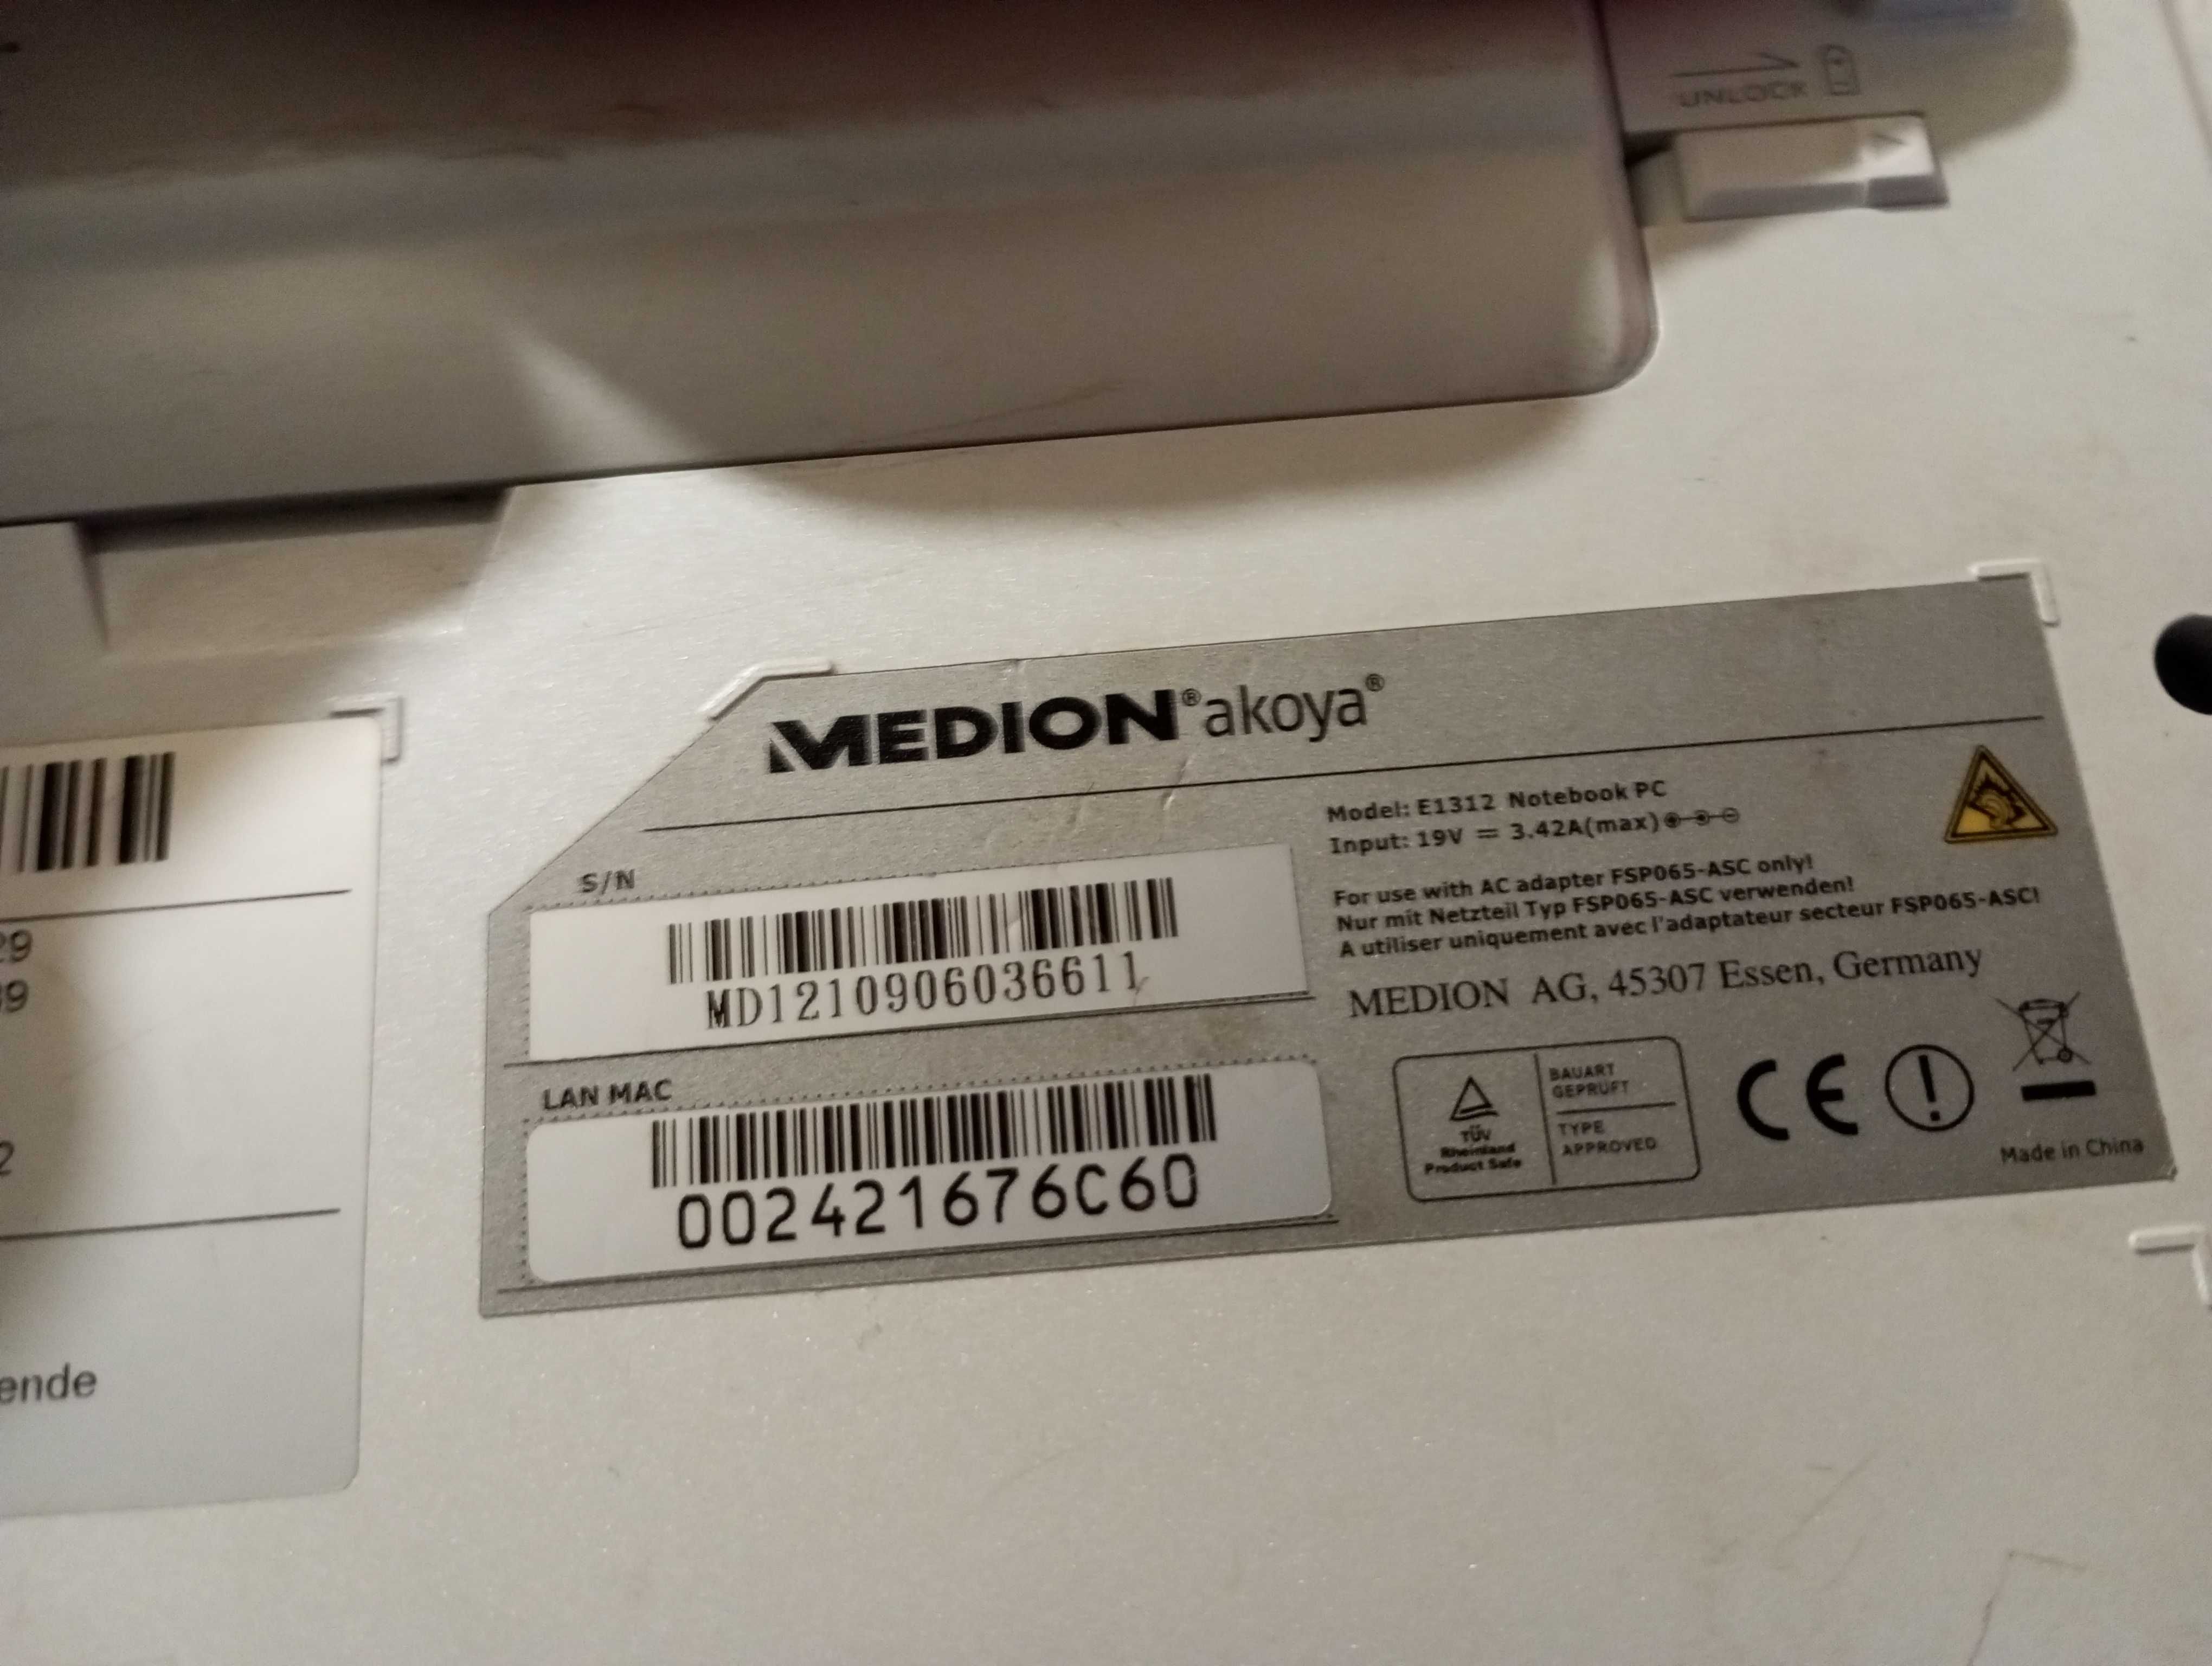 UNLOCK
MEDION® akoya®
Model: E1312 Notebook PC
Input: 19V = 3.42A(max)
For use with AC adapter FSP065-ASC only!
Nur mit Netzteil Typ FSP065-ASC verwenden!
A utiliser uniquement avec l'adaptateur secteur FSP065-ASC!
MEDION AG, 45307 Essen, Germany
S/N
MD1210906036611
LAN MAC
002421676C60
TÜV
Rheinland
Product Safe
BAUART
GEPRÜFT
TYPE
APPROVED
CE
Made in China
29
39
2
ende